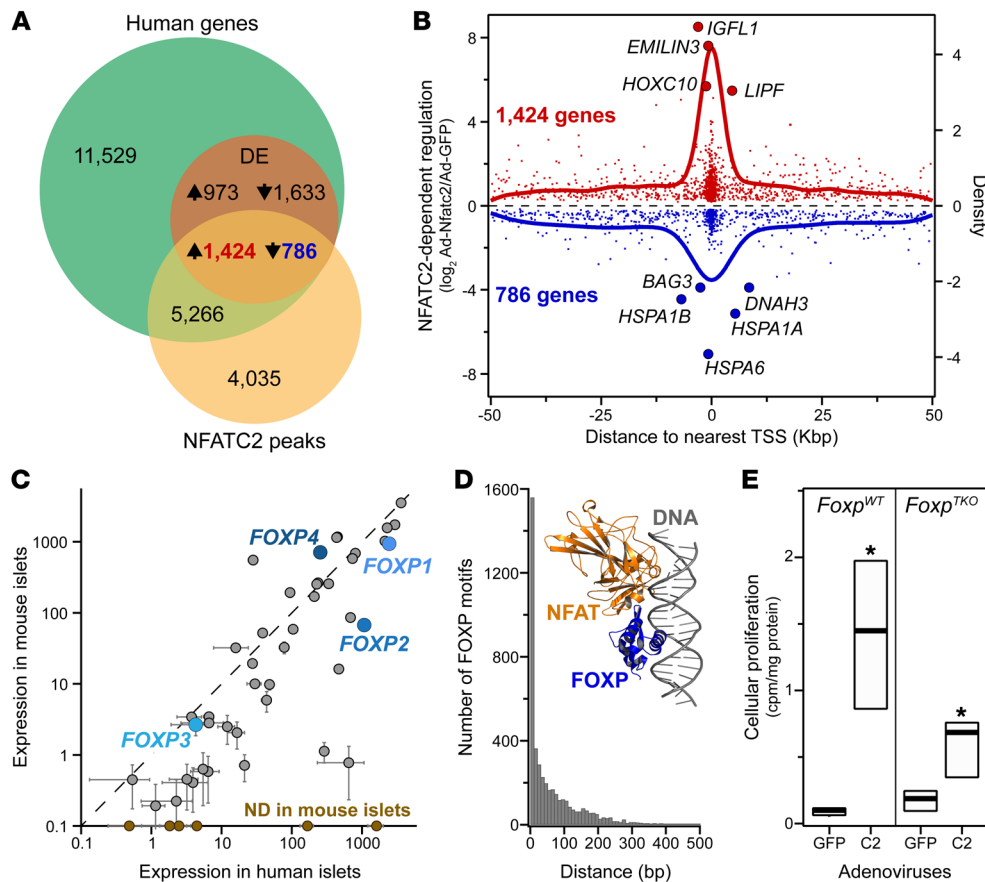 A
Human genes
11,529
DE
973 1,633
1,424 786
5,266
4,035
NFATC2 peaks
B
NFATC2-dependent regulation
(log2 Ad-Nfatc2/Ad-GFP)
8
4
0
-4
-8
1,424 genes
786 genes
IGFL1
EMILIN3
HOXC10
LIPF
BAG3
HSPA1B
DNAH3
HSPA1A
HSPA6
4
2
0
-2
-4
Density
-50 -25 0 25 50
Distance to nearest TSS (Kbp)
C
Expression in mouse islets
1000
100
10
1
0.1
FOXP4
FOXP1
FOXP2
FOXP3
ND in mouse islets
0.1 1 10 100 1000
Expression in human islets
D
Number of FOXP motifs
1600
1400
1200
1000
800
400
0
DNA
NFAT
FOXP
0 100 200 300 400 500
Distance (bp)
E
Cellular proliferation
(cpm/mg protein)
2
1
0
FoxpWT FoxpTKO
* *
GFP C2 GFP C2
Adenoviruses